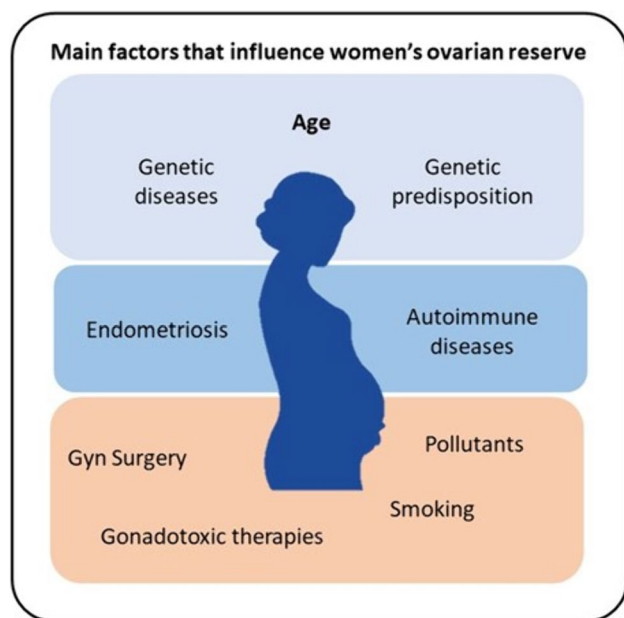 Main factors that influence women's ovarian reserve
Age
Genetic
diseases
Genetic
predisposition
Endometriosis
Autoimmune
diseases
Gyn Surgery
Pollutants
Smoking
Gonadotoxic therapies